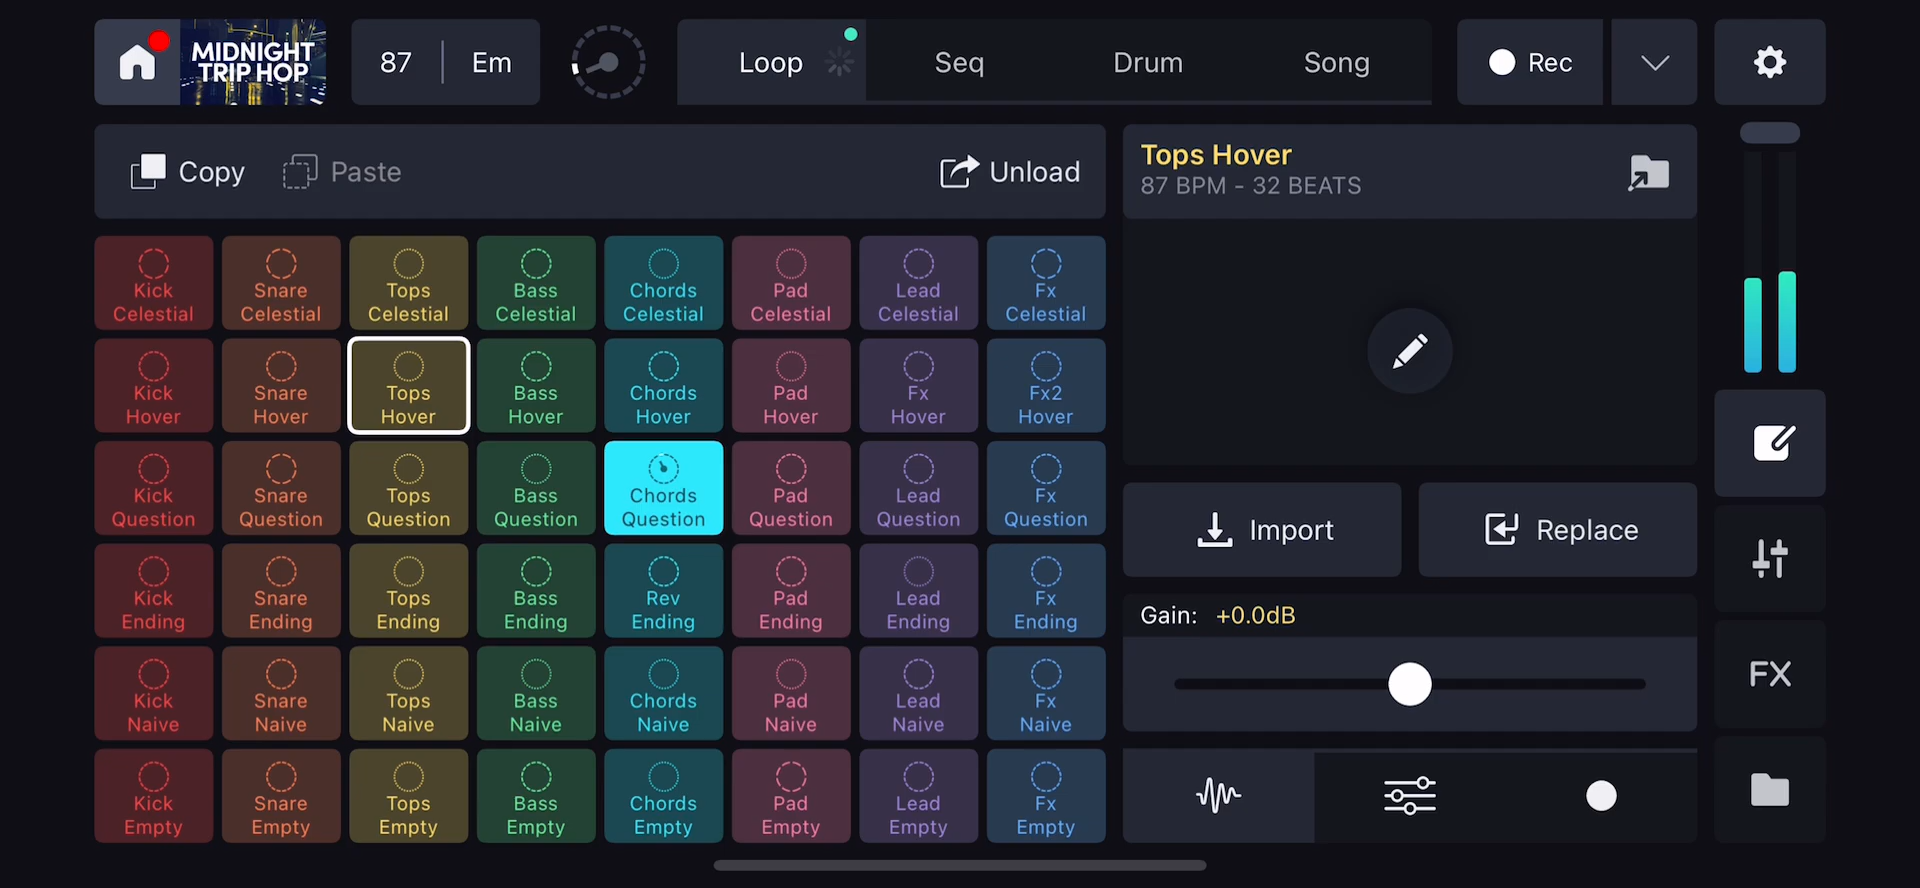 MIDNIGHT
TRIP HOP
87
Em
Loop
Seq
Drum
Song
Rec
Copy
Paste
Unload
Tops Hover
87 BPM - 32 BEATS
Kick
Celestial
Snare
Celestial
Tops
Celestial
Bass
Celestial
Chords
Celestial
Pad
Celestial
Lead
Celestial
Fx
Celestial
Kick
Hover
Snare
Hover
Tops
Hover
Bass
Hover
Chords
Hover
Pad
Hover
Fx
Hover
Fx2
Hover
Kick
Question
Snare
Question
Tops
Question
Bass
Question
Chords
Question
Pad
Question
Lead
Question
Fx
Question
Kick
Ending
Snare
Ending
Tops
Ending
Bass
Ending
Rev
Ending
Pad
Ending
Lead
Ending
Fx
Ending
Kick
Naive
Snare
Naive
Tops
Naive
Bass
Naive
Chords
Naive
Pad
Naive
Lead
Naive
Fx
Naive
Kick
Empty
Snare
Empty
Tops
Empty
Bass
Empty
Chords
Empty
Pad
Empty
Lead
Empty
Fx
Empty
Import
Replace
Gain: +0.0dB
FX